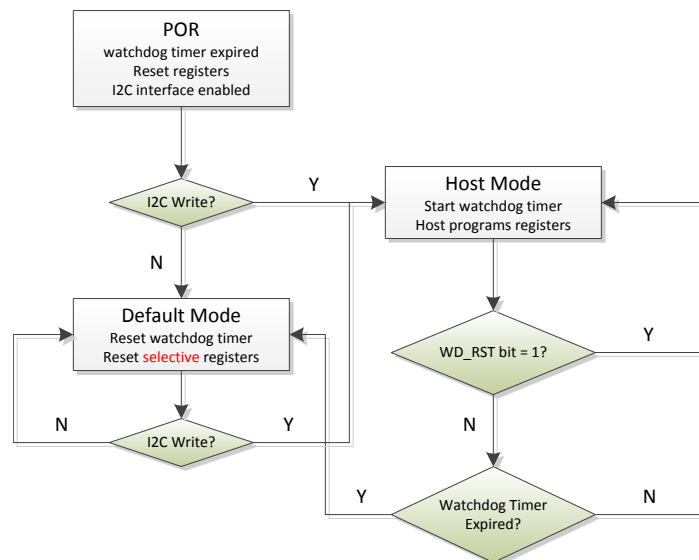 POR
watchdog timer expired
Reset registers
I2C interface enabled
I2C Write?
Y
N
Host Mode
Start watchdog timer
Host programs registers
Default Mode
Reset watchdog timer
Reset selective registers
WD_RST bit = 1?
Y
N
I2C Write?
N
Y
Watchdog Timer
Expired?
Y
N